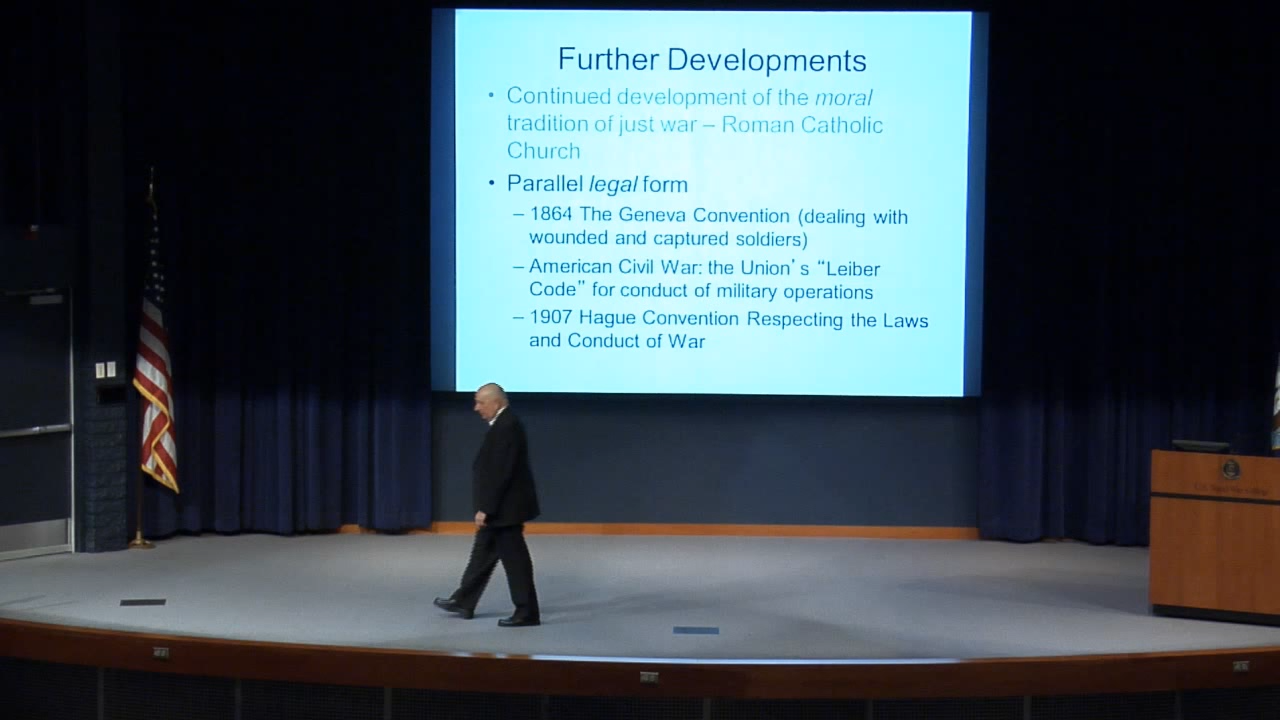 Further Developments
• Continued development of the moral
tradition of just war – Roman Catholic
Church
• Parallel legal form
– 1864 The Geneva Convention (dealing with
wounded and captured soldiers)
– American Civil War: the Union’s “Leiber
Code” for conduct of military operations
– 1907 Hague Convention Respecting the Laws
and Conduct of War